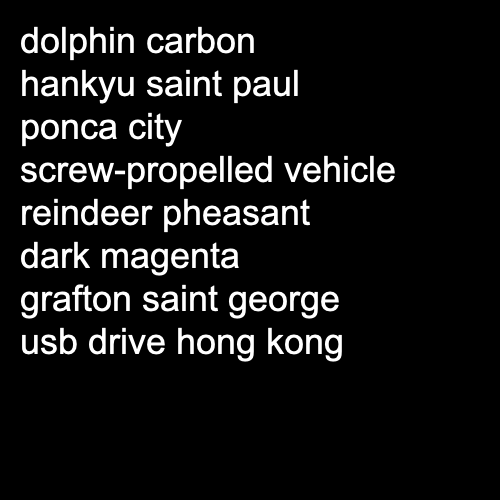 dolphin carbon
hankyu saint paul
ponca city
screw-propelled vehicle
reindeer pheasant
dark magenta
grafton saint george
usb drive hong kong